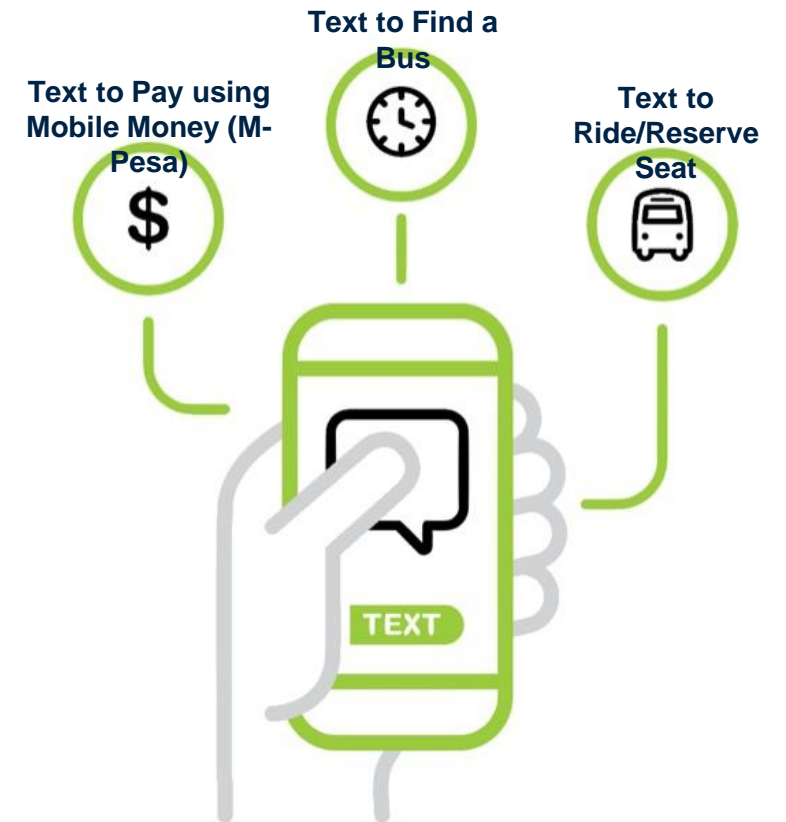 Text to Find a
Bus
Text to Pay using
Mobile Money (M-
Pesa)
Text to
Ride/Reserve
Seat
$
TEXT